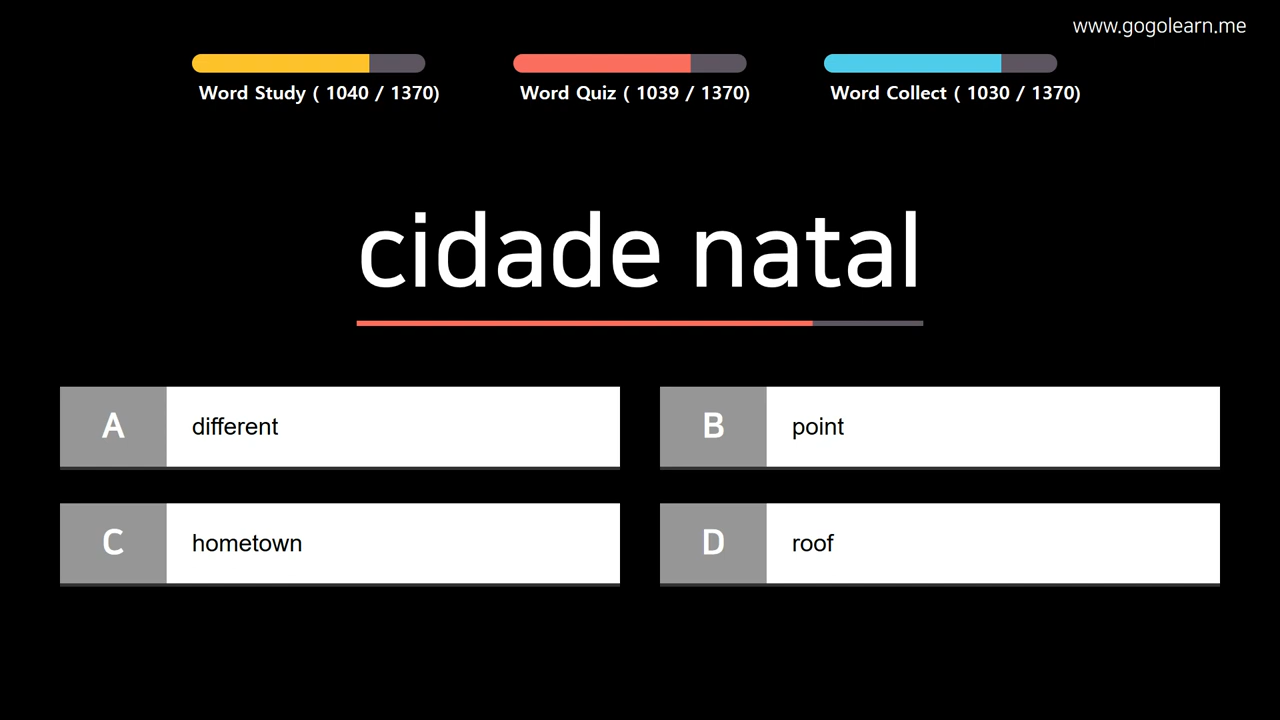 www.gogolearn.me
Word Study ( 1040 / 1370)
Word Quiz ( 1039 / 1370)
Word Collect ( 1030 / 1370)
cidade natal
A different
B point
C hometown
D roof